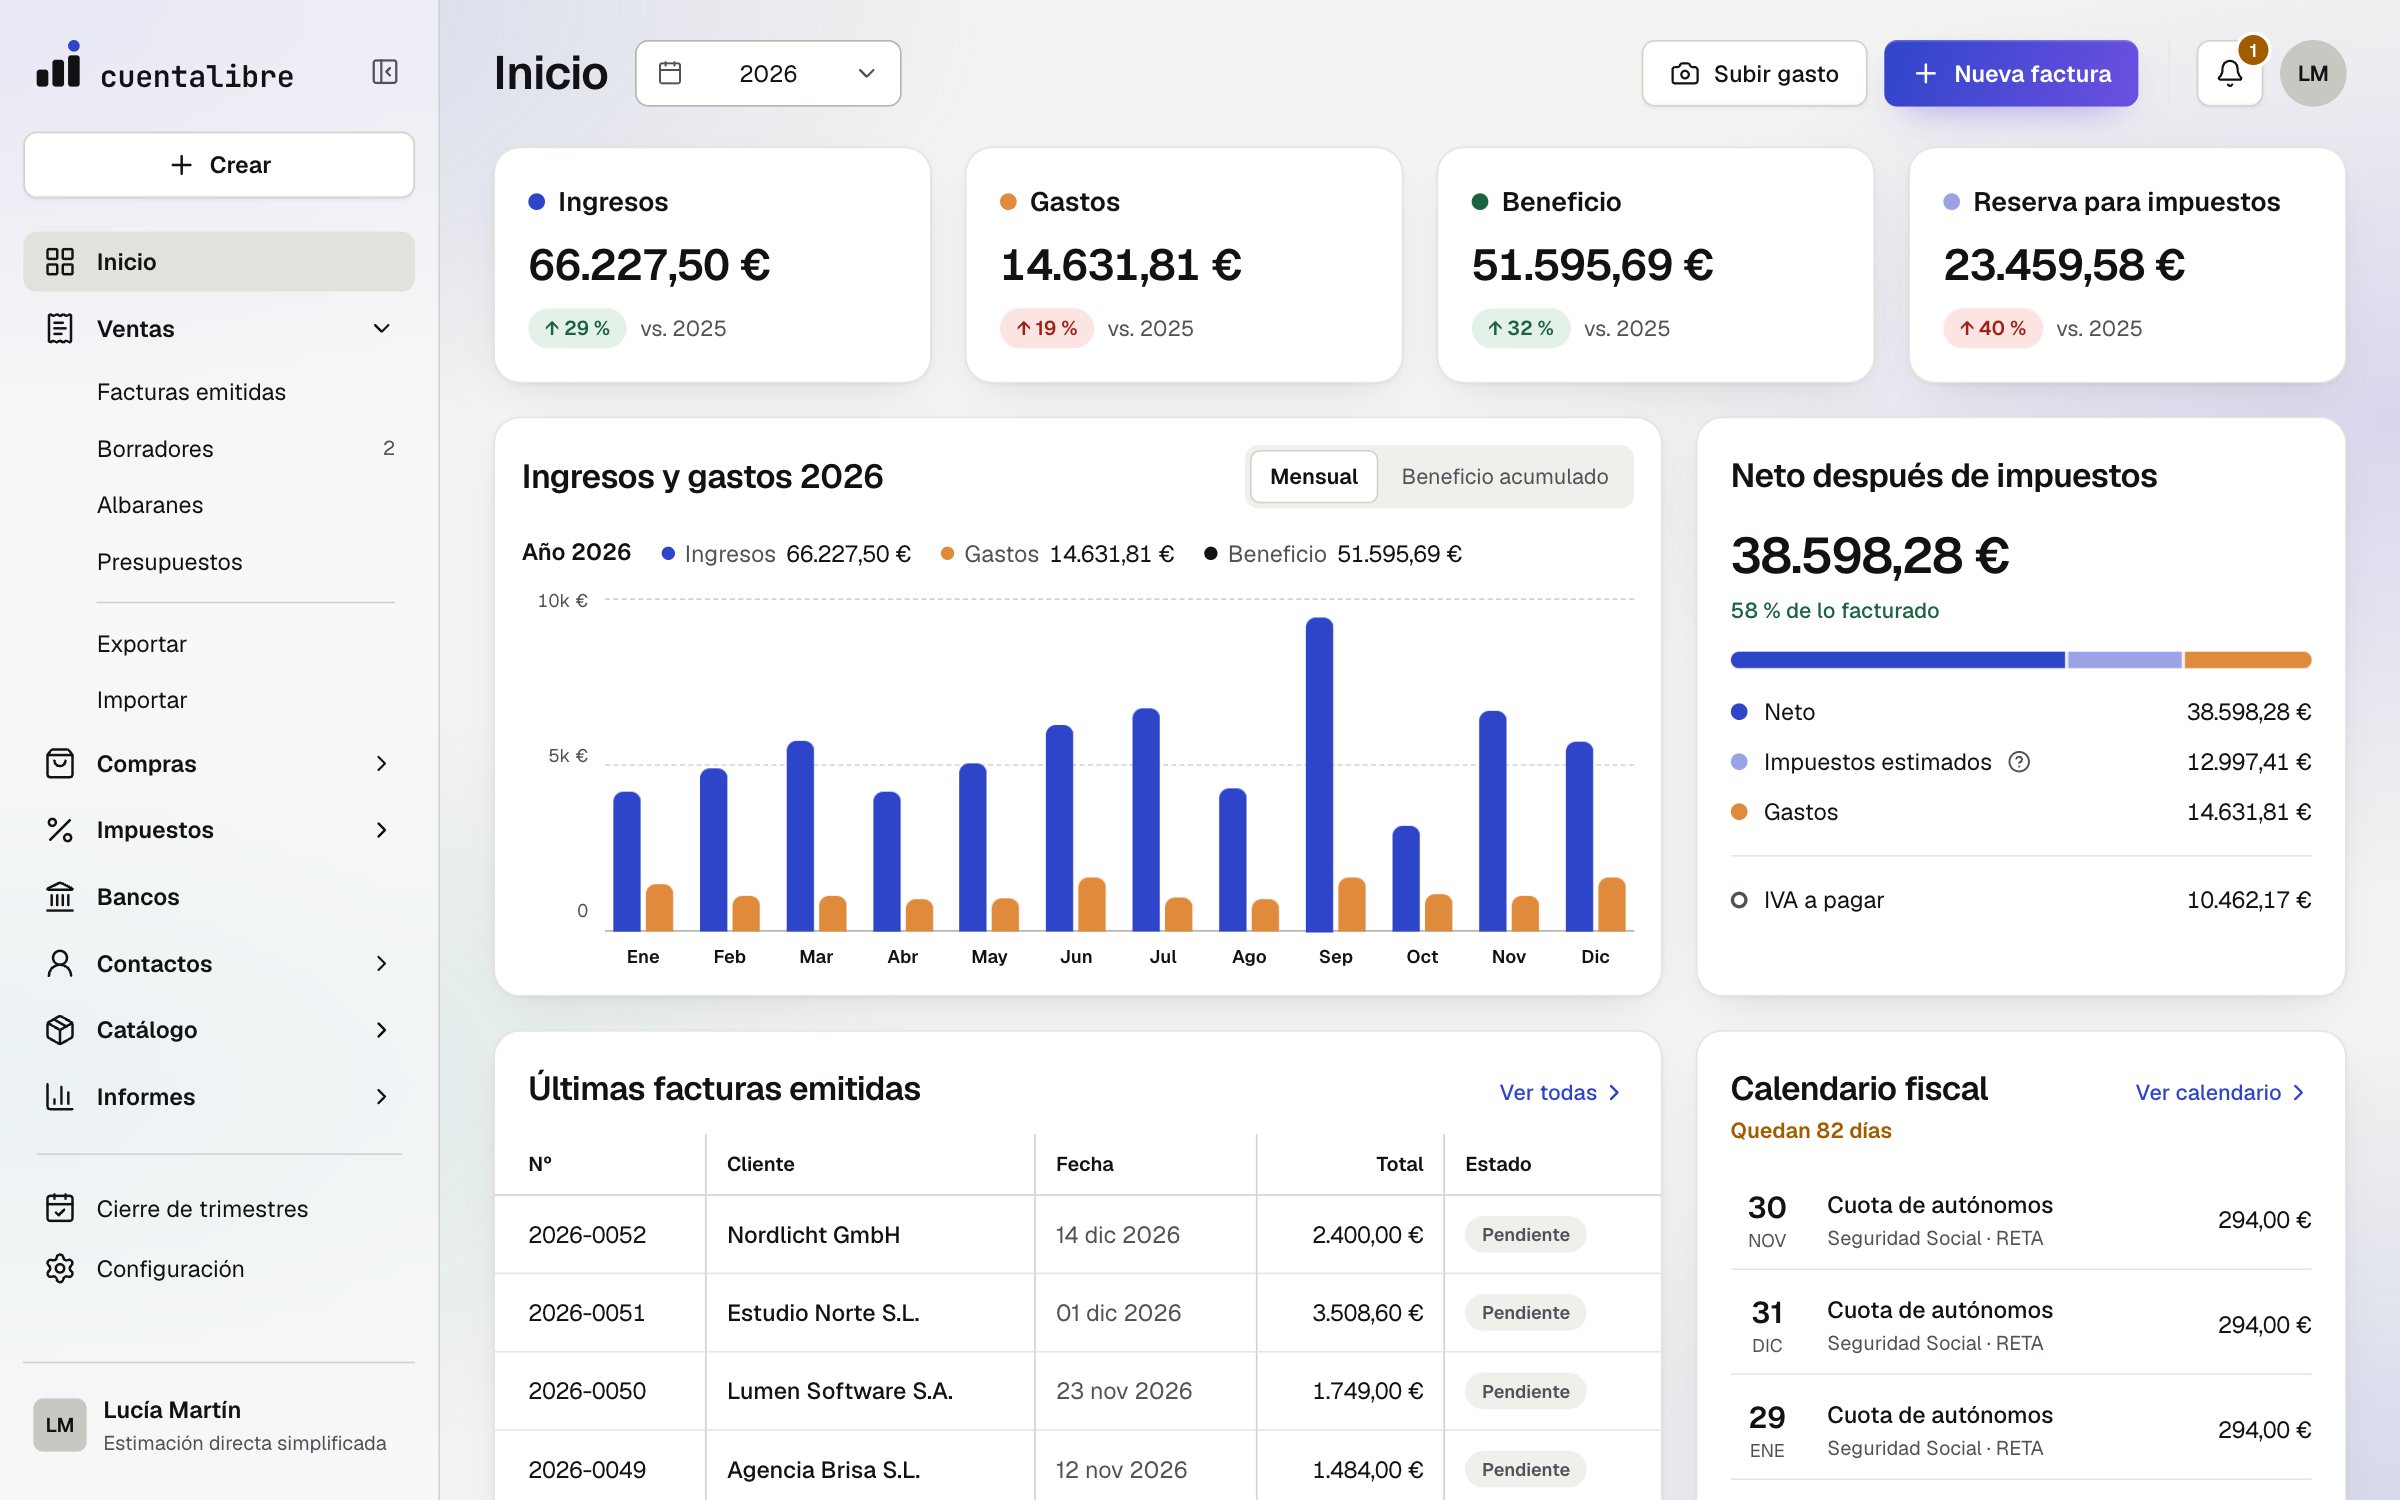 cuentalibre
Crear
Inicio
Ventas
Facturas emitidas
Borradores 2
Albaranes
Presupuestos
Exportar
Importar
Compras
Impuestos
Bancos
Contactos
Catálogo
Informes
Cierre de trimestres
Configuración
LM
Lucía Martín
Estimación directa simplificada
Inicio
2026
Subir gasto
Nueva factura
1
LM
Ingresos
66.227,50 €
↑ 29 % vs. 2025
Gastos
14.631,81 €
↑ 19 % vs. 2025
Beneficio
51.595,69 €
↑ 32 % vs. 2025
Reserva para impuestos
23.459,58 €
↑ 40 % vs. 2025
Ingresos y gastos 2026
Mensual Beneficio acumulado
Año 2026 Ingresos 66.227,50 € Gastos 14.631,81 € Beneficio 51.595,69 €
10k €
5k €
0
Ene Feb Mar Abr May Jun Jul Ago Sep Oct Nov Dic
Neto después de impuestos
38.598,28 €
58 % de lo facturado
Neto 38.598,28 €
Impuestos estimados ? 12.997,41 €
Gastos 14.631,81 €
IVA a pagar 10.462,17 €
Últimas facturas emitidas Ver todas
Nº Cliente Fecha Total Estado
2026-0052 Nordlicht GmbH 14 dic 2026 2.400,00 € Pendiente
2026-0051 Estudio Norte S.L. 01 dic 2026 3.508,60 € Pendiente
2026-0050 Lumen Software S.A. 23 nov 2026 1.749,00 € Pendiente
2026-0049 Agencia Brisa S.L. 12 nov 2026 1.484,00 € Pendiente
Calendario fiscal Ver calendario
Quedan 82 días
30 NOV Cuota de autónomos 294,00 €
Seguridad Social · RETA
31 DIC Cuota de autónomos 294,00 €
Seguridad Social · RETA
29 ENE Cuota de autónomos 294,00 €
Seguridad Social · RETA